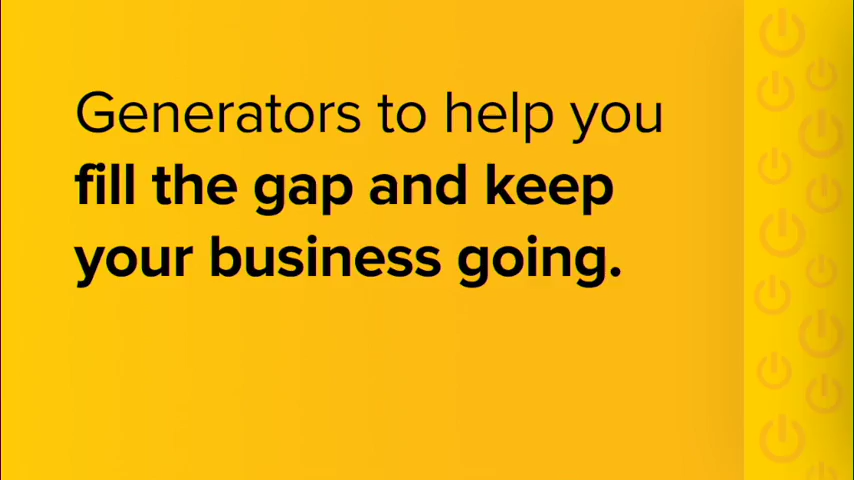 Generators to help you
fill the gap and keep
your business going.